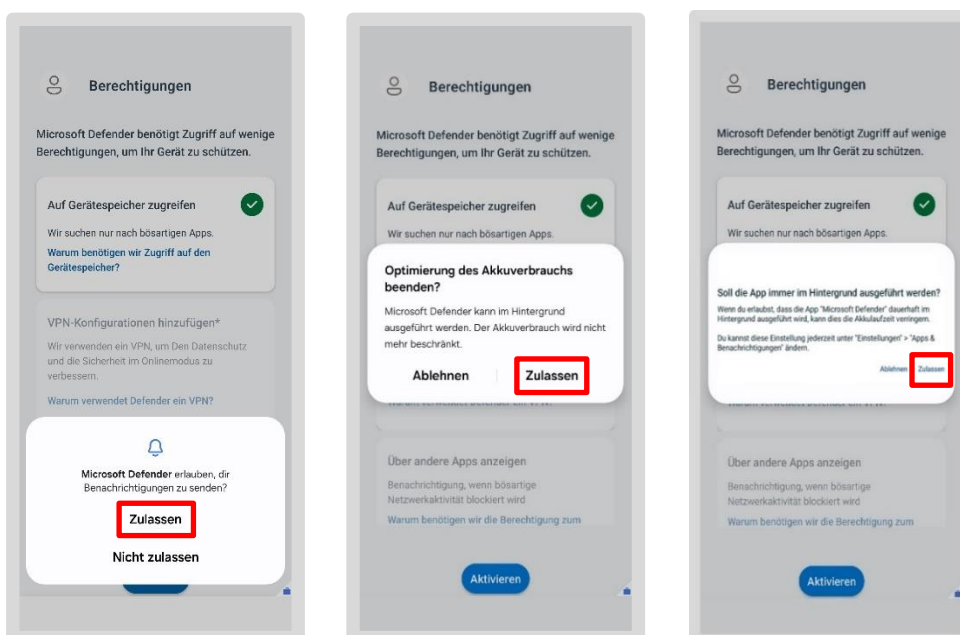 Berechtigungen
Microsoft Defender benötigt Zugriff auf wenige
Berechtigungen, um Ihr Gerät zu schützen.
Auf Gerätespeicher zugreifen
Wir suchen nur nach bösartigen Apps.
Warum benötigen wir Zugriff auf den
Gerätespeicher?
VPN-Konfigurationen hinzufügen*
Wir verwenden ein VPN, um Den Datenschutz
und die Sicherheit im Onlinemodus zu
verbessern.
Warum verwendet Defender ein VPN?
Microsoft Defender erlauben, dir
Benachrichtigungen zu senden?
Zulassen
Nicht zulassen
Berechtigungen
Microsoft Defender benötigt Zugriff auf wenige
Berechtigungen, um Ihr Gerät zu schützen.
Auf Gerätespeicher zugreifen
Wir suchen nur nach bösartigen Apps.
Optimierung des Akkuverbrauchs
beenden?
Microsoft Defender kann im Hintergrund
ausgeführt werden. Der Akkuverbrauch wird nicht
mehr beschränkt.
Ablehnen Zulassen
Warum verwendet Defender ein VPN?
Über andere Apps anzeigen
Benachrichtigung, wenn bösartige
Netzwerkaktivität blockiert wird
Warum benötigen wir die Berechtigung zum
Aktivieren
Berechtigungen
Microsoft Defender benötigt Zugriff auf wenige
Berechtigungen, um Ihr Gerät zu schützen.
Auf Gerätespeicher zugreifen
Wir suchen nur nach bösartigen Apps.
Soll die App immer im Hintergrund ausgeführt werden?
Wenn du erlaubst, dass die App "Microsoft Defender" dauerhaft im
Hintergrund ausgeführt wird, kann dies die Akkulaufzeit verringern.
Du kannst diese Einstellung jederzeit unter "Einstellungen" > "Apps &
Benachrichtigungen" ändern.
Ablehnen Zulassen
Warum verwendet Defender ein VPN?
Über andere Apps anzeigen
Benachrichtigung, wenn bösartige
Netzwerkaktivität blockiert wird
Warum benötigen wir die Berechtigung zum
Aktivieren